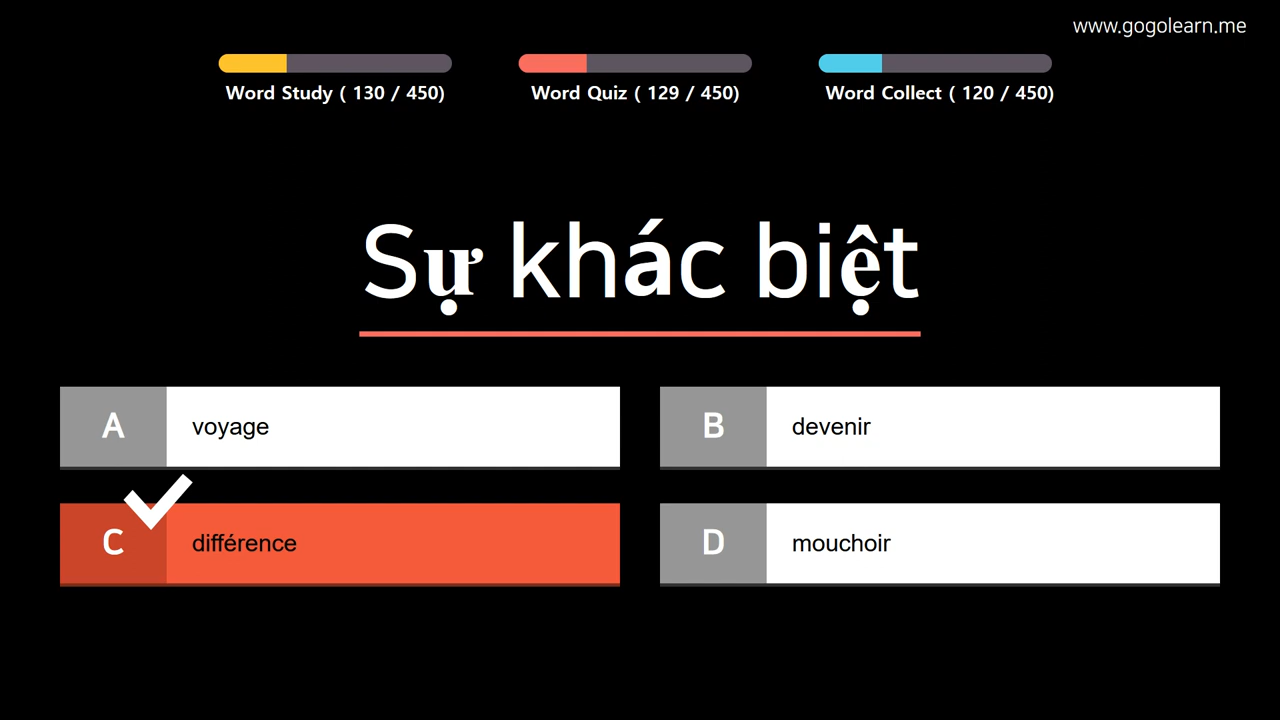 www.gogolearn.me
Word Study ( 130 / 450)
Word Quiz ( 129 / 450)
Word Collect ( 120 / 450)
Sự khác biệt
A voyage
B devenir
C différence
D mouchoir